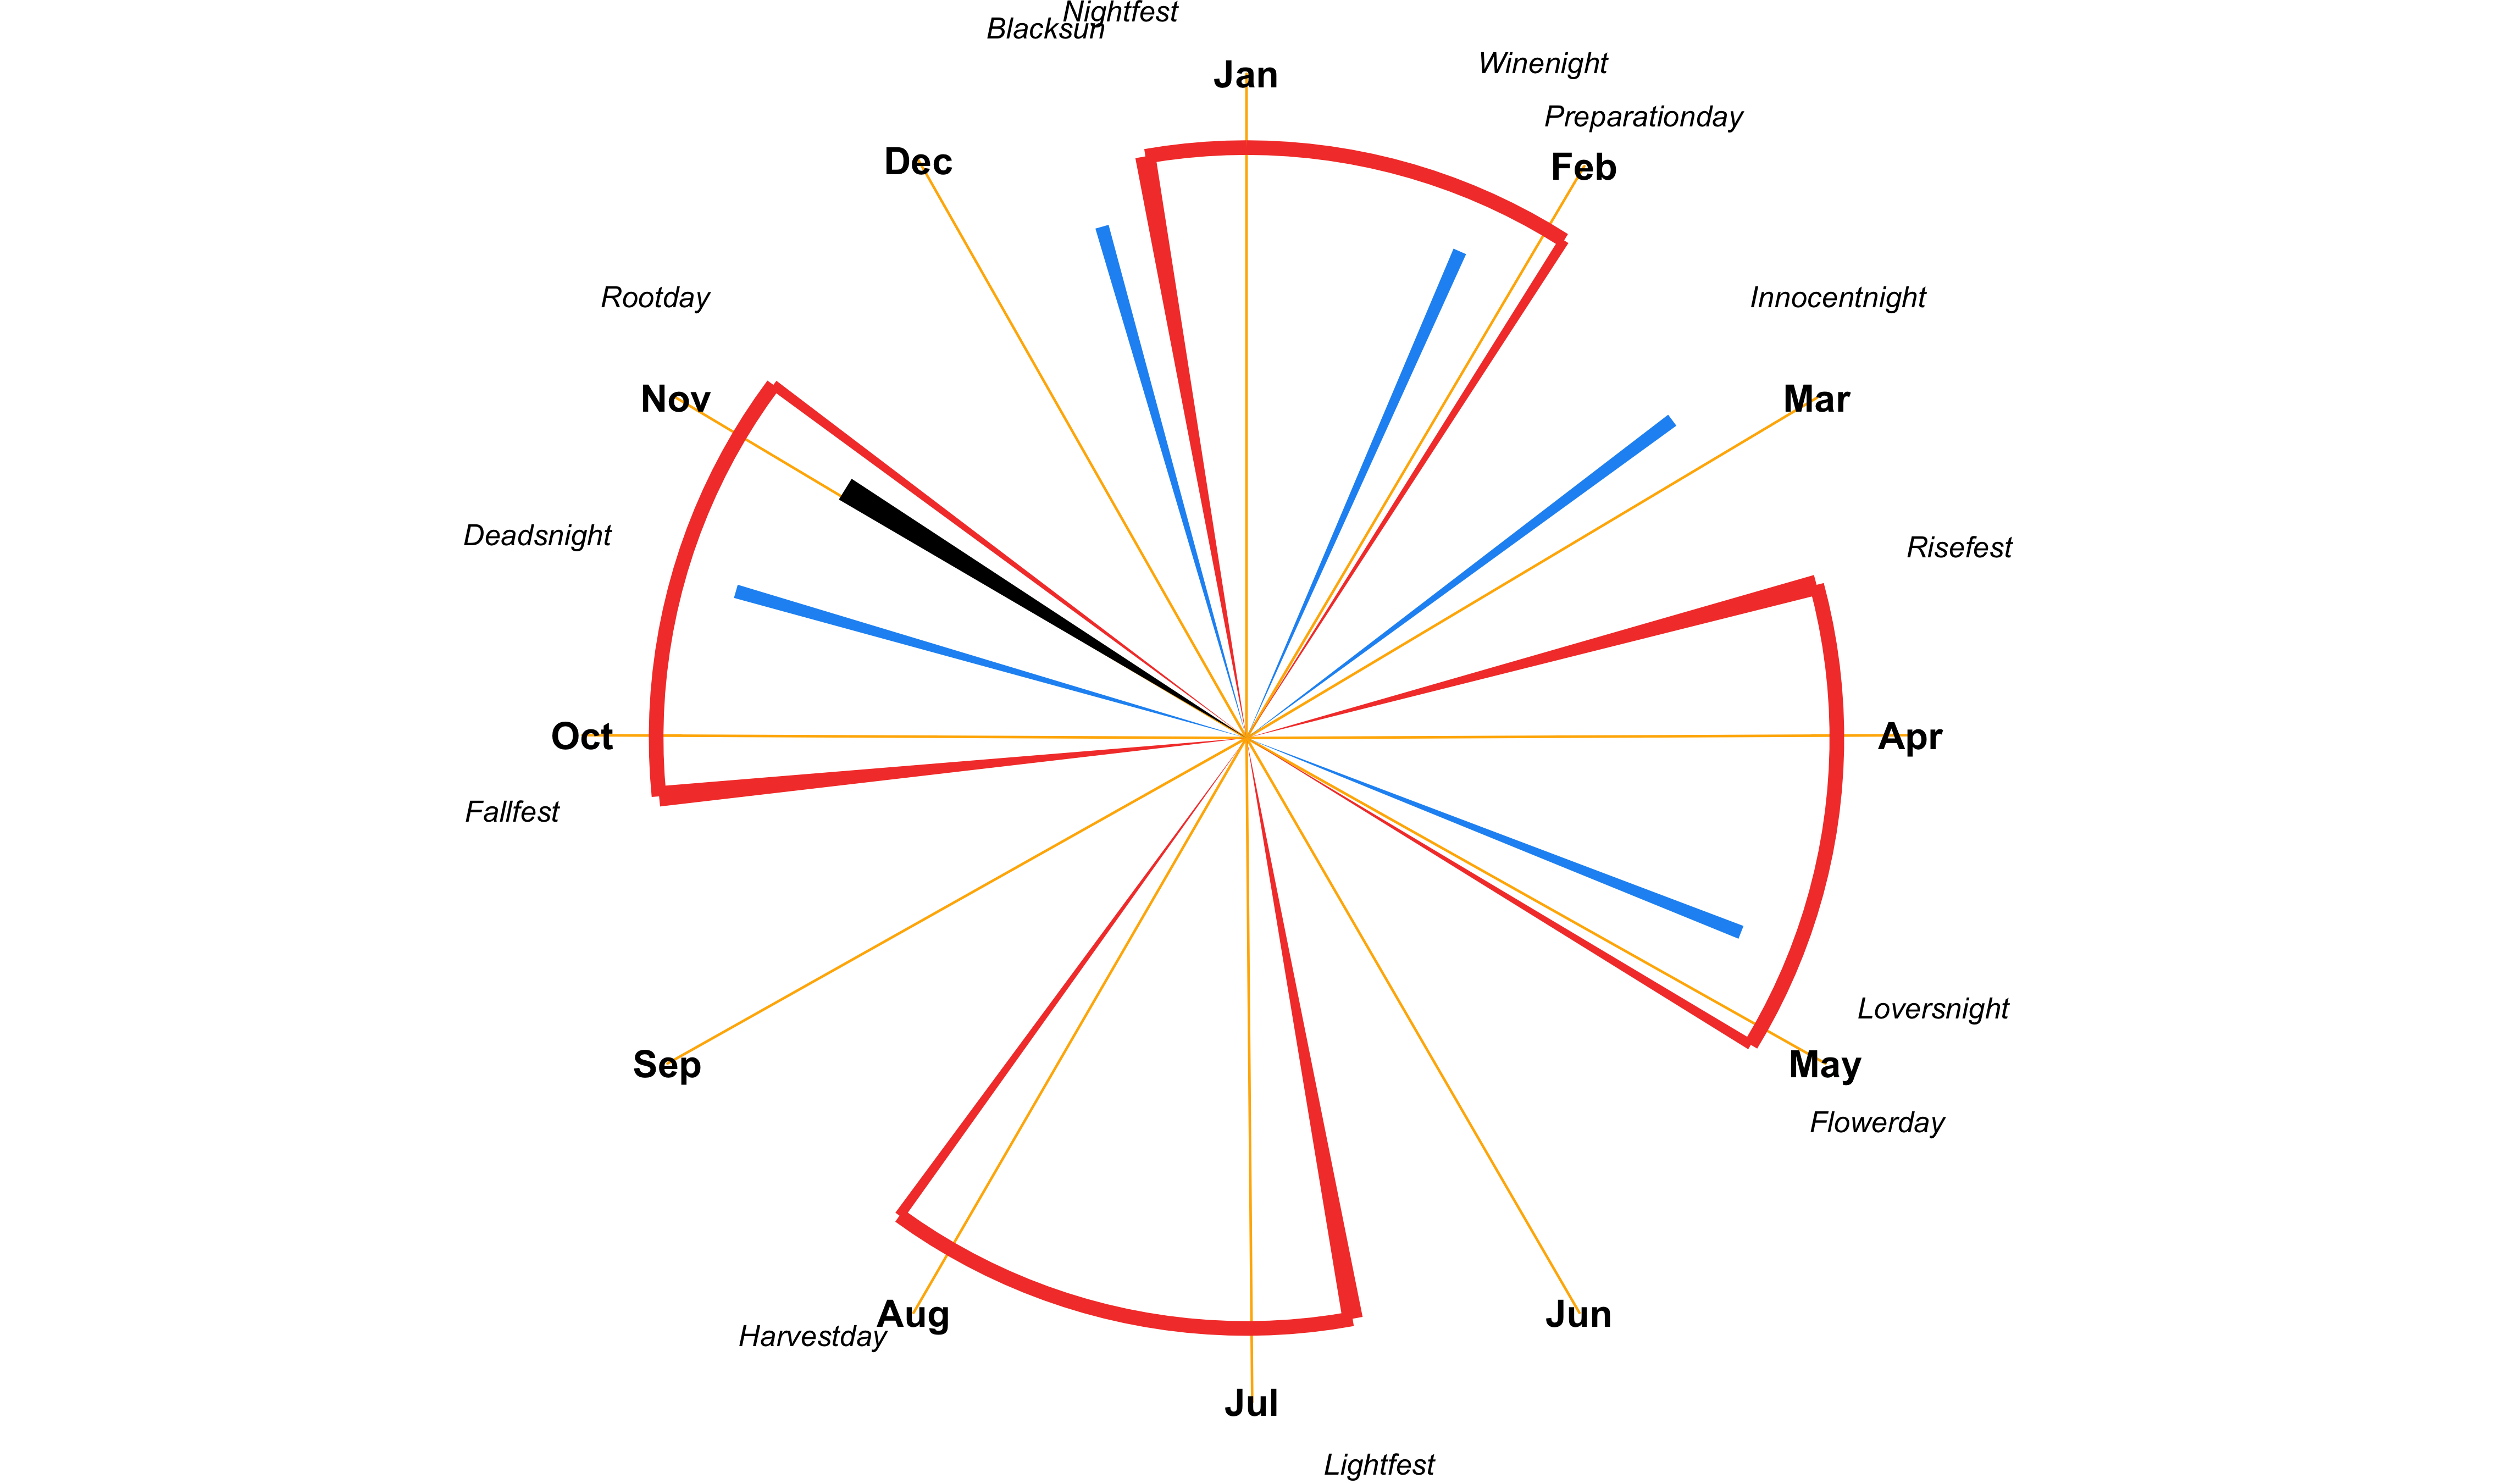 Nightfest
Blacksun
Winenight
Jan
Preparationday
Dec
Feb
Rootday
Innocentnight
Nov
Mar
Deadsnight
Risefest
Oct
Apr
Fallfest
Loversnight
Sep
May
Flowerday
Aug
Jun
Harvestday
Jul
Lightfest